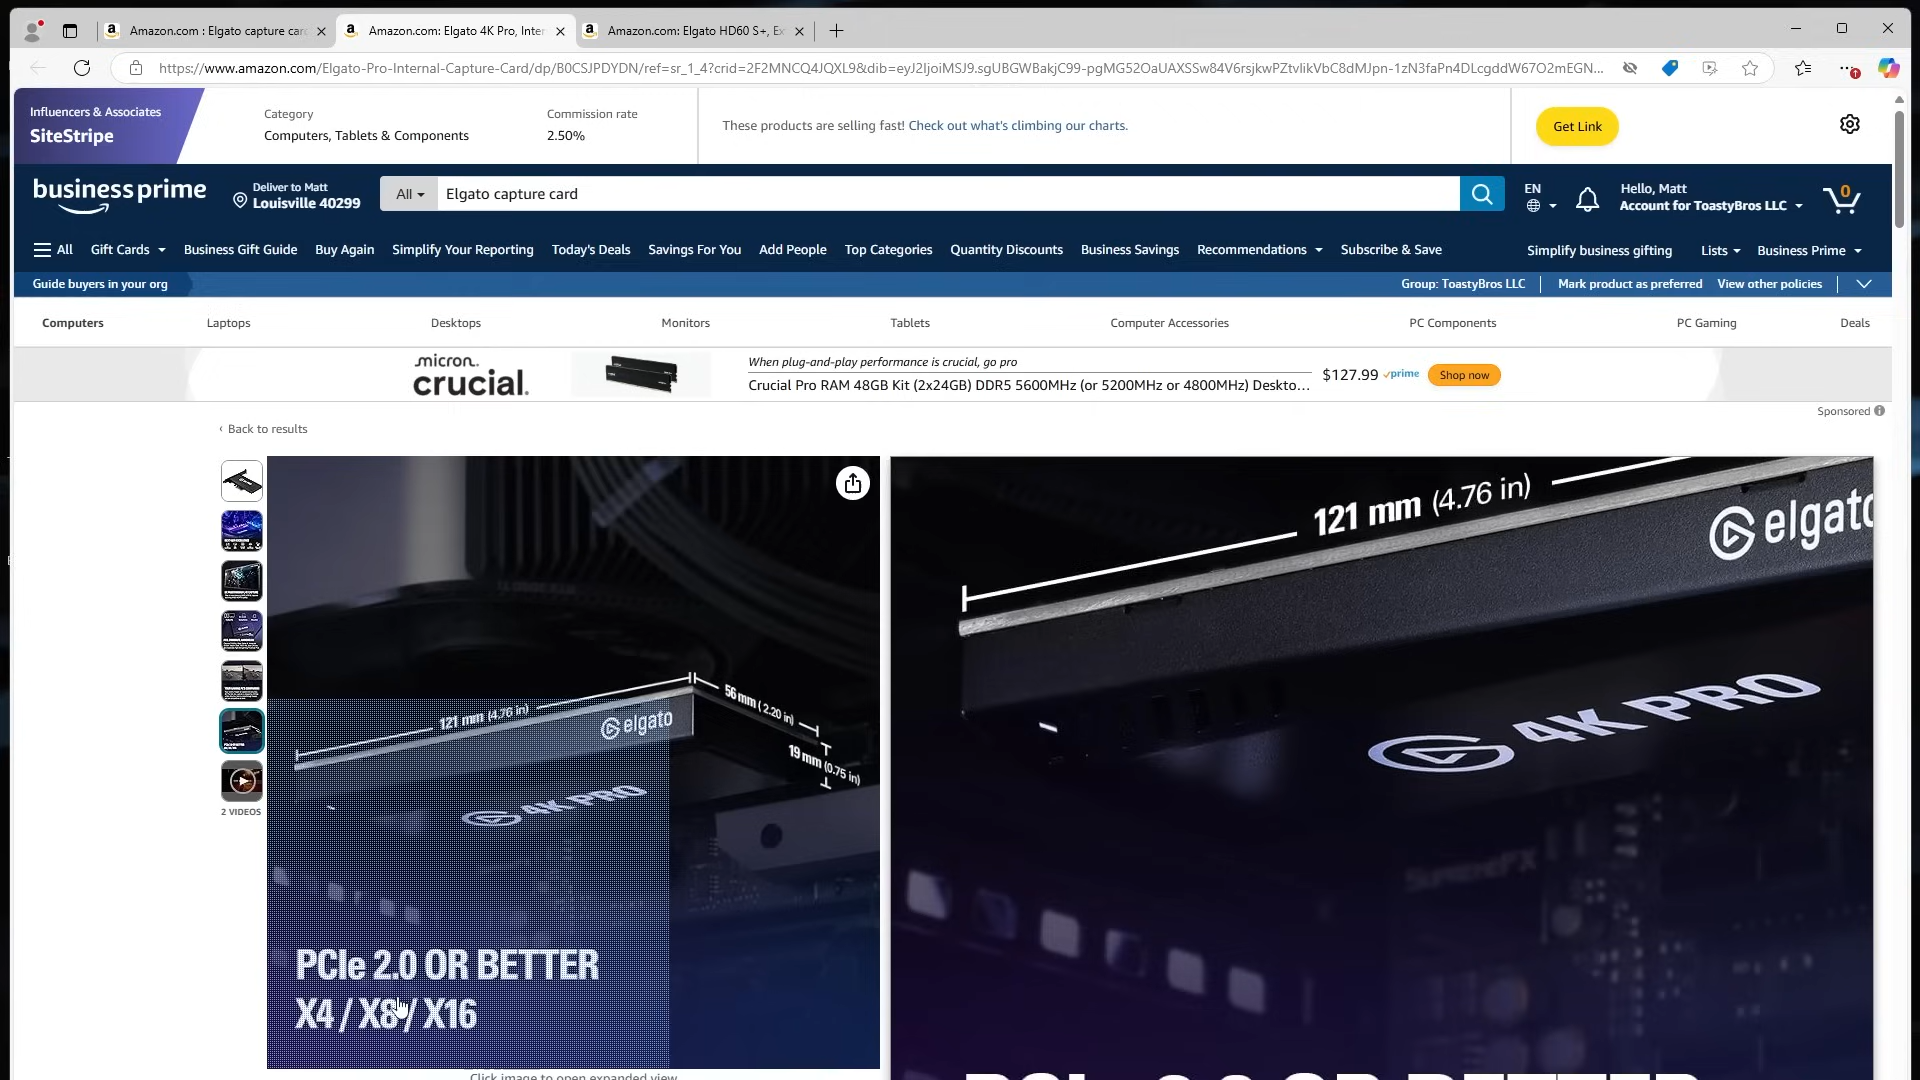 Amazon.com : Elgato capture car
Amazon.com: Elgato 4K Pro, Inter
Amazon.com: Elgato HD60 S+, Ex
https://www.amazon.com/Elgato-Pro-Internal-Capture-Card/dp/B0CSJPDYDN/ref=sr_1_4?crid=2F2MNCQ4JQXL9&dib=eyJ2IjoiMSJ9.sgUBGWBakjC99-pgMG52OaUAXSSw84V6rsjkwPZtvlikVbC8dMJpn-1zN3faPn4DLcgddW67O2mEGN...
Influencers & Associates
SiteStripe
Category
Computers, Tablets & Components
Commission rate
2.50%
These products are selling fast! Check out what's climbing our charts.
Get Link
business prime
Deliver to Matt
Louisville 40299
All
Elgato capture card
EN
Hello, Matt
Account for ToastyBros LLC
0
All
Gift Cards
Business Gift Guide
Buy Again
Simplify Your Reporting
Today's Deals
Savings For You
Add People
Top Categories
Quantity Discounts
Business Savings
Recommendations
Subscribe & Save
Simplify business gifting
Lists
Business Prime
Guide buyers in your org
Group: ToastyBros LLC
Mark product as preferred
View other policies
Computers
Laptops
Desktops
Monitors
Tablets
Computer Accessories
PC Components
PC Gaming
Deals
micron.
crucial.
When plug-and-play performance is crucial, go pro
Crucial Pro RAM 48GB Kit (2x24GB) DDR5 5600MHz (or 5200MHz or 4800MHz) Deskto...
$127.99 prime
Shop now
Sponsored
‹ Back to results
2 VIDEOS
121 mm (4.76 in)
56 mm (2.20 in)
19 mm (0.75 in)
elgato
4K PRO
PCIe 2.0 OR BETTER
X4 / X8 / X16
Click image to open expanded view
121 mm (4.76 in)
elgato
4K PRO
SupremeFX